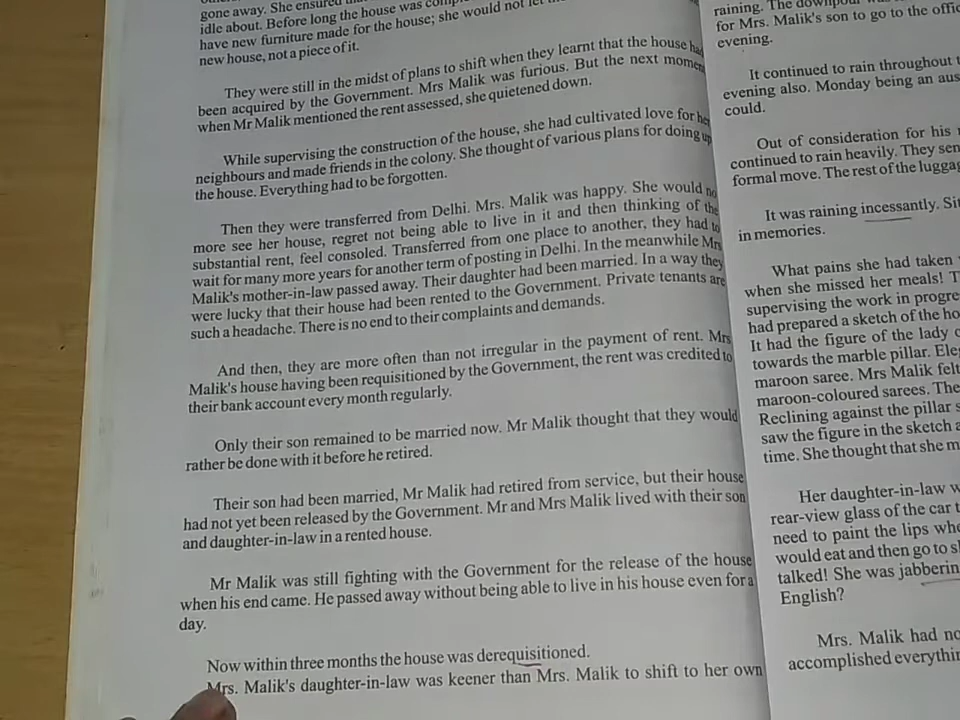 gone away. She ensured
idle about. Before long the house was
have new furniture made for the house; she would not let
new house, not a piece of it.
They were still in the midst of plans to shift when they learnt that the house had
been acquired by the Government. Mrs Malik was furious. But the next moment
when Mr Malik mentioned the rent assessed, she quietened down.
While supervising the construction of the house, she had cultivated love for her
neighbours and made friends in the colony. She thought of various plans for doing up
the house. Everything had to be forgotten.
Then they were transferred from Delhi. Mrs. Malik was happy. She would no
more see her house, regret not being able to live in it and then thinking of the
substantial rent, feel consoled. Transferred from one place to another, they had to
wait for many more years for another term of posting in Delhi. In the meanwhile Mrs
Malik's mother-in-law passed away. Their daughter had been married. In a way they
were lucky that their house had been rented to the Government. Private tenants are
such a headache. There is no end to their complaints and demands.
And then, they are more often than not irregular in the payment of rent. Mrs
Malik's house having been requisitioned by the Government, the rent was credited to
their bank account every month regularly.
Only their son remained to be married now. Mr Malik thought that they would
rather be done with it before he retired.
Their son had been married, Mr Malik had retired from service, but their house
had not yet been released by the Government. Mr and Mrs Malik lived with their son
and daughter-in-law in a rented house.
Mr Malik was still fighting with the Government for the release of the house
when his end came. He passed away without being able to live in his house even for a
day.
Now within three months the house was derequisitioned.
Mrs. Malik's daughter-in-law was keener than Mrs. Malik to shift to her own
raining. The
for Mrs. Malik's son to go to the
evening.
It continued to rain throughout
evening also. Monday being an
could.
Out of consideration for his
continued to rain heavily. They
formal move. The rest of the
It was raining incessantly.
in memories.
What pains she had taken
when she missed her meals!
supervising the work in
had prepared a sketch of the
It had the figure of the lady
towards the marble pillar.
maroon saree. Mrs Malik felt
maroon-coloured sarees. The
Reclining against the pillar
saw the figure in the sketch
time. She thought that she
Her daughter-in-law
rear-view glass of the car
need to paint the lips
would eat and then go to
talked! She was
English?
Mrs. Malik had
accomplished